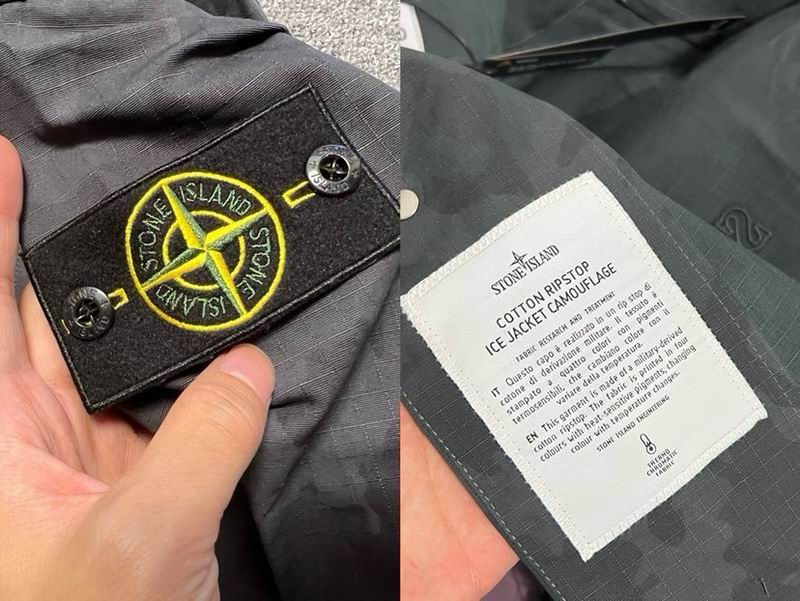 STONE ISLAND
STONE ISLAND
STONE ISLAND
COTTON RIPSTOP
ICE JACKET CAMOUFLAGE
FABRIC RESEARCH AND TREATMENT
IT Questo capo è realizzato in un rip stop di
cotone di derivazione militare. Il tessuto è
stampato a quattro colori con pigmenti
termosensibili, che cambiano colore con il
variare della temperatura.
EN This garment is made of a military-derived
cotton ripstop. The fabric is printed in four
colours with heat-sensitive pigments, changing
colour with temperature changes.
STONE ISLAND ENGINEERING
THERMO
CHROMATIC
FABRIC